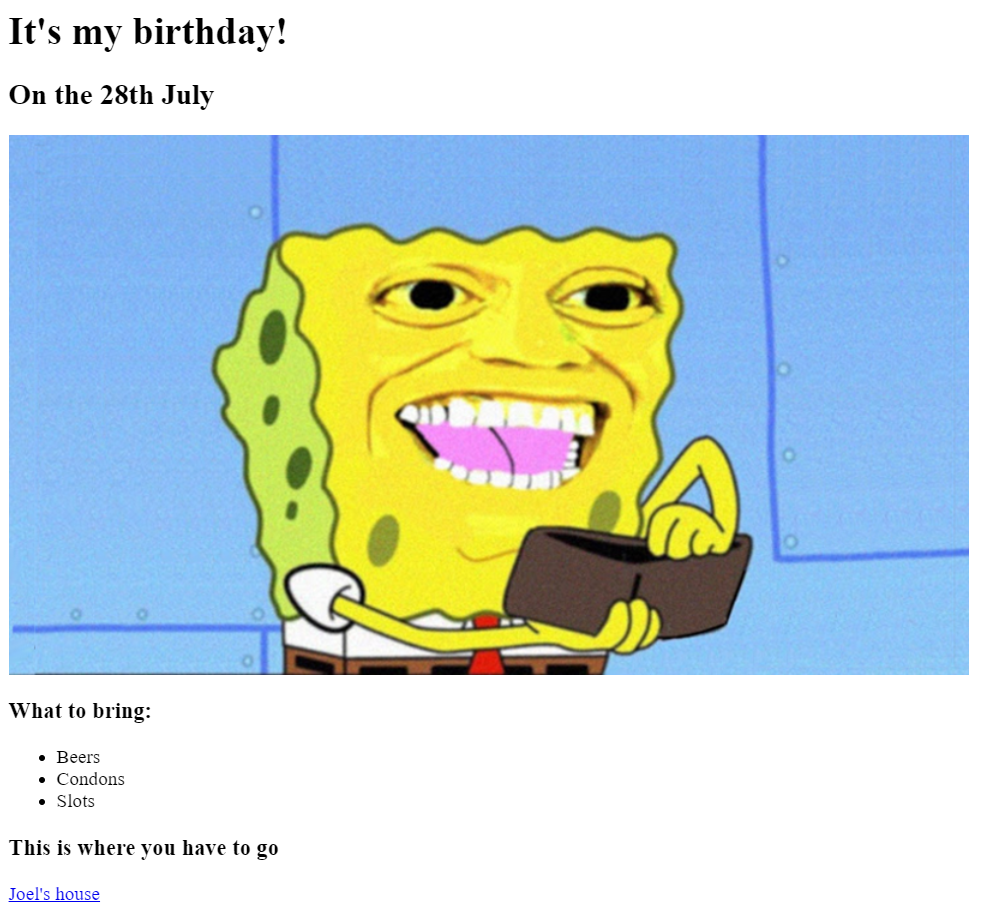 It's my birthday!
On the 28th July
What to bring:
Beers
Condons
Slots
This is where you have to go
Joel's house